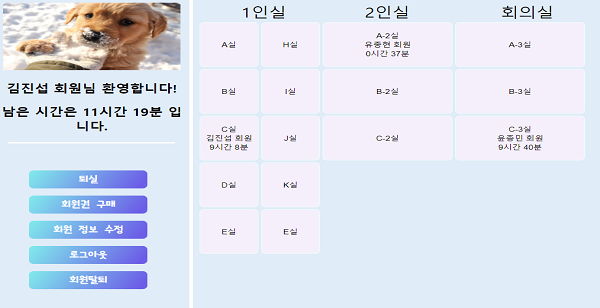 김진섭 회원님 환영합니다!
남은 시간은 11시간 19분 입
니다.
퇴실
회원권 구매
회원 정보 수정
로그아웃
회원탈퇴
1인실
2인실
회의실
A실
H실
A-2실
유종현 회원
0시간 37분
A-3실
B실
I실
B-2실
B-3실
C실
김진섭 회원
9시간 8분
J실
C-2실
C-3실
윤종민 회원
9시간 40분
D실
K실
E실
E실